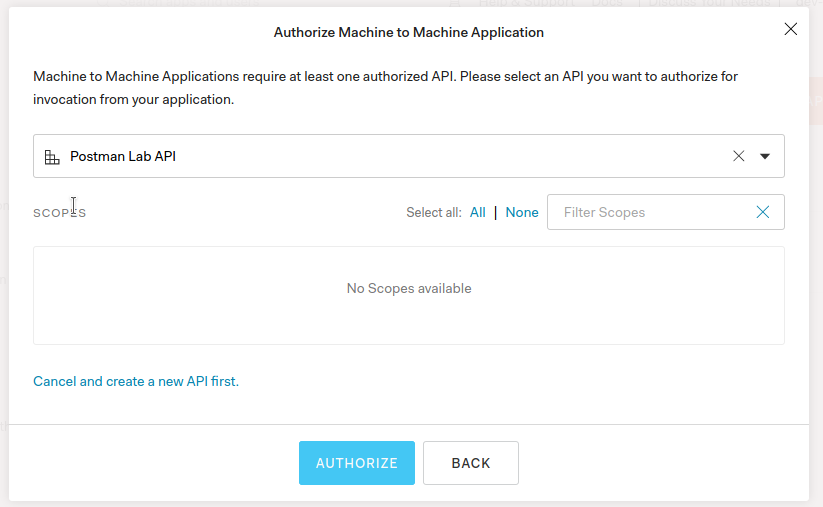 Authorize Machine to Machine Application
Machine to Machine Applications require at least one authorized API. Please select an API you want to authorize for
invocation from your application.
Postman Lab API
SCOPES
Select all: All | None
Filter Scopes
No Scopes available
Cancel and create a new API first.
AUTHORIZE
BACK